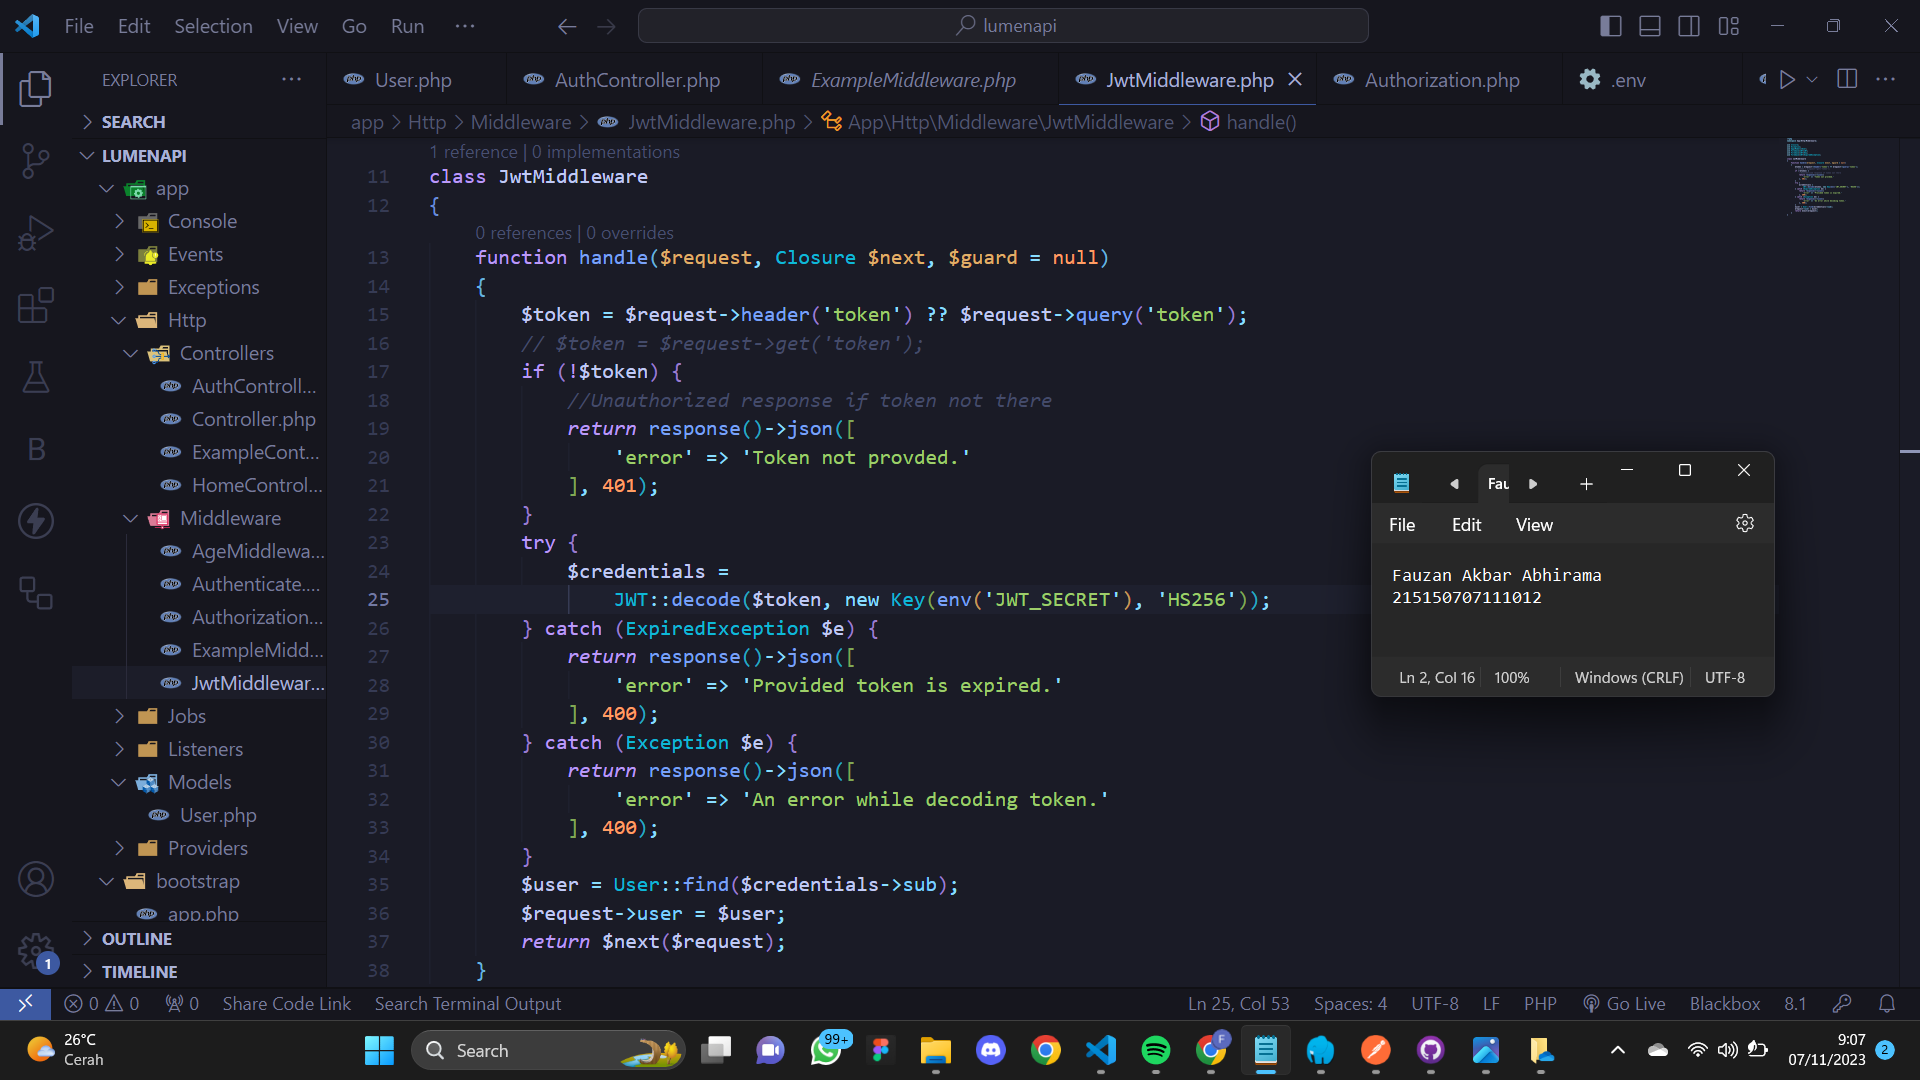 File Edit Selection View Go Run ···
lumenapi
EXPLORER ···
User.php AuthController.php ExampleMiddleware.php JwtMiddleware.php Authorization.php .env
SEARCH
LUMENAPI
app
Console
Events
Exceptions
Http
Controllers
AuthControll...
Controller.php
ExampleCont...
HomeControl...
Middleware
AgeMiddlewa...
Authenticate....
Authorization...
ExampleMidd...
JwtMiddlewar...
Jobs
Listeners
Models
User.php
Providers
bootstrap
app.php
OUTLINE
TIMELINE
app > Http > Middleware > JwtMiddleware.php > App\Http\Middleware\JwtMiddleware > handle()
1 reference | 0 implementations
11 class JwtMiddleware
12 {
0 references | 0 overrides
13 function handle($request, Closure $next, $guard = null)
14 {
15 $token = $request->header('token') ?? $request->query('token');
16 // $token = $request->get('token');
17 if (!$token) {
18 //Unauthorized response if token not there
19 return response()->json([
20 'error' => 'Token not provded.'
21 ], 401);
22 }
23 try {
24 $credentials =
25 JWT::decode($token, new Key(env('JWT_SECRET'), 'HS256'));
26 } catch (ExpiredException $e) {
27 return response()->json([
28 'error' => 'Provided token is expired.'
29 ], 400);
30 } catch (Exception $e) {
31 return response()->json([
32 'error' => 'An error while decoding token.'
33 ], 400);
34 }
35 $user = User::find($credentials->sub);
36 $request->user = $user;
37 return $next($request);
38 }
Fau
File Edit View
Fauzan Akbar Abhirama
215150707111012
Ln 2, Col 16 100% Windows (CRLF) UTF-8
1
0 0 0 Share Code Link Search Terminal Output Ln 25, Col 53 Spaces: 4 UTF-8 LF PHP Go Live Blackbox 8.1
26°C
Cerah
Search
99+
F
9:07
07/11/2023
2